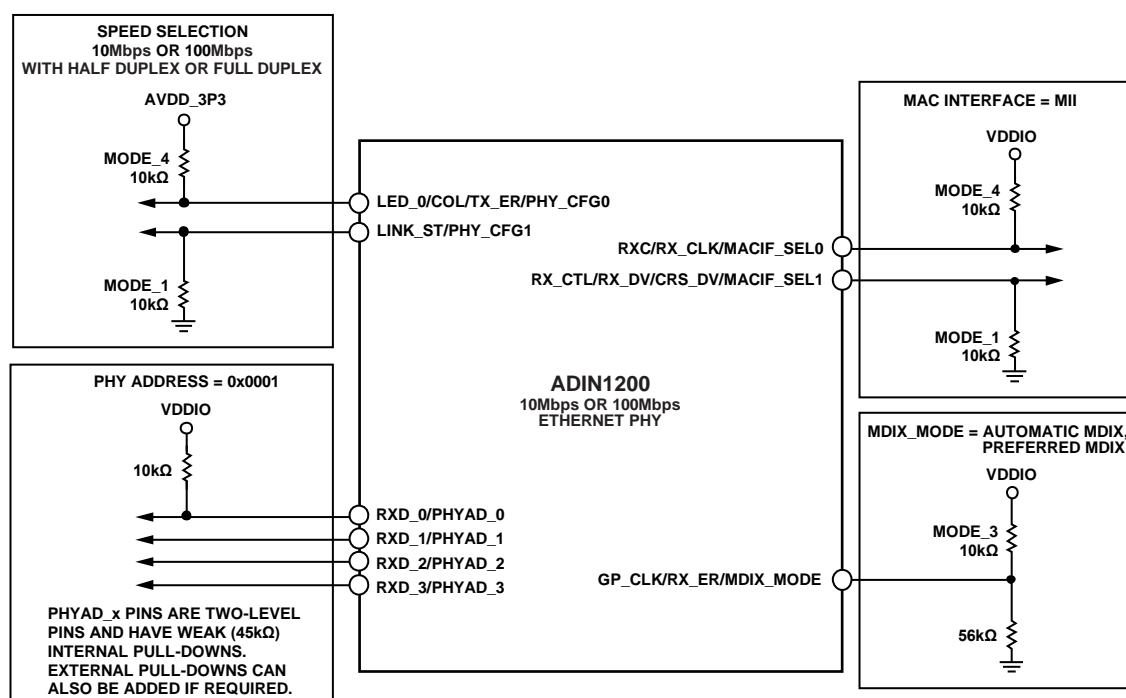 SPEED SELECTION
10Mbps OR 100Mbps
WITH HALF DUPLEX OR FULL DUPLEX
AVDD_3P3
MODE_4
10kΩ
MODE_1
10kΩ
PHY ADDRESS = 0x0001
VDDIO
10kΩ
PHYAD_x PINS ARE TWO-LEVEL
PINS AND HAVE WEAK (45kΩ)
INTERNAL PULL-DOWNS.
EXTERNAL PULL-DOWNS CAN
ALSO BE ADDED IF REQUIRED.
LED_0/COL/TX_ER/PHY_CFG0
LINK_ST/PHY_CFG1
RXC/RX_CLK/MACIF_SEL0
RX_CTL/RX_DV/CRS_DV/MACIF_SEL1
ADIN1200
10Mbps OR 100Mbps
ETHERNET PHY
RXD_0/PHYAD_0
RXD_1/PHYAD_1
RXD_2/PHYAD_2
RXD_3/PHYAD_3
GP_CLK/RX_ER/MDIX_MODE
MAC INTERFACE = MII
VDDIO
MODE_4
10kΩ
MODE_1
10kΩ
MDIX_MODE = AUTOMATIC MDIX,
PREFERRED MDIX
VDDIO
MODE_3
10kΩ
56kΩ